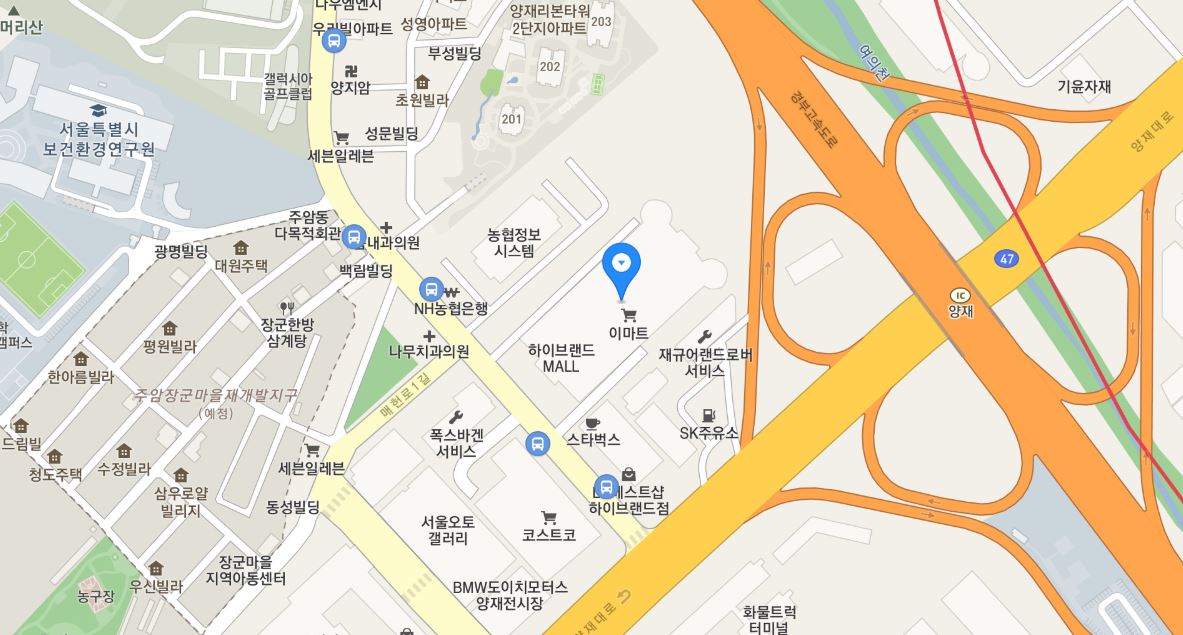 나우엠엔시
머리산
우리빌아파트
성영아파트
양재리본타워
2단지아파트
203
부성빌딩
202
갤럭시아
골프클럽
양지암
초원빌라
201
기윤자재
여의천
경부고속도로
양재대로
서울특별시
보건환경연구원
성문빌딩
세븐일레븐
주암동
다목적회관
내과의원
농협정보
시스템
광명빌딩
대원주택
백림빌딩
47
IC
양재
NH농협은행
장군한방
삼계탕
이마트
캠퍼스
평원빌라
나무치과의원
하이브랜드
MALL
재규어랜드로버
서비스
한아름빌라
매헌로1길
주암장군마을재개발지구
(예정)
SK주유소
드림빌
폭스바겐
서비스
스타벅스
청도주택
수정빌라
세븐일레븐
삼우로얄
빌리지
베스트샵
하이브랜드점
동성빌딩
서울오토
갤러리
코스트코
장군마을
지역아동센터
우신빌라
농구장
BMW도이치모터스
양재전시장
양재대로
화물트럭
터미널